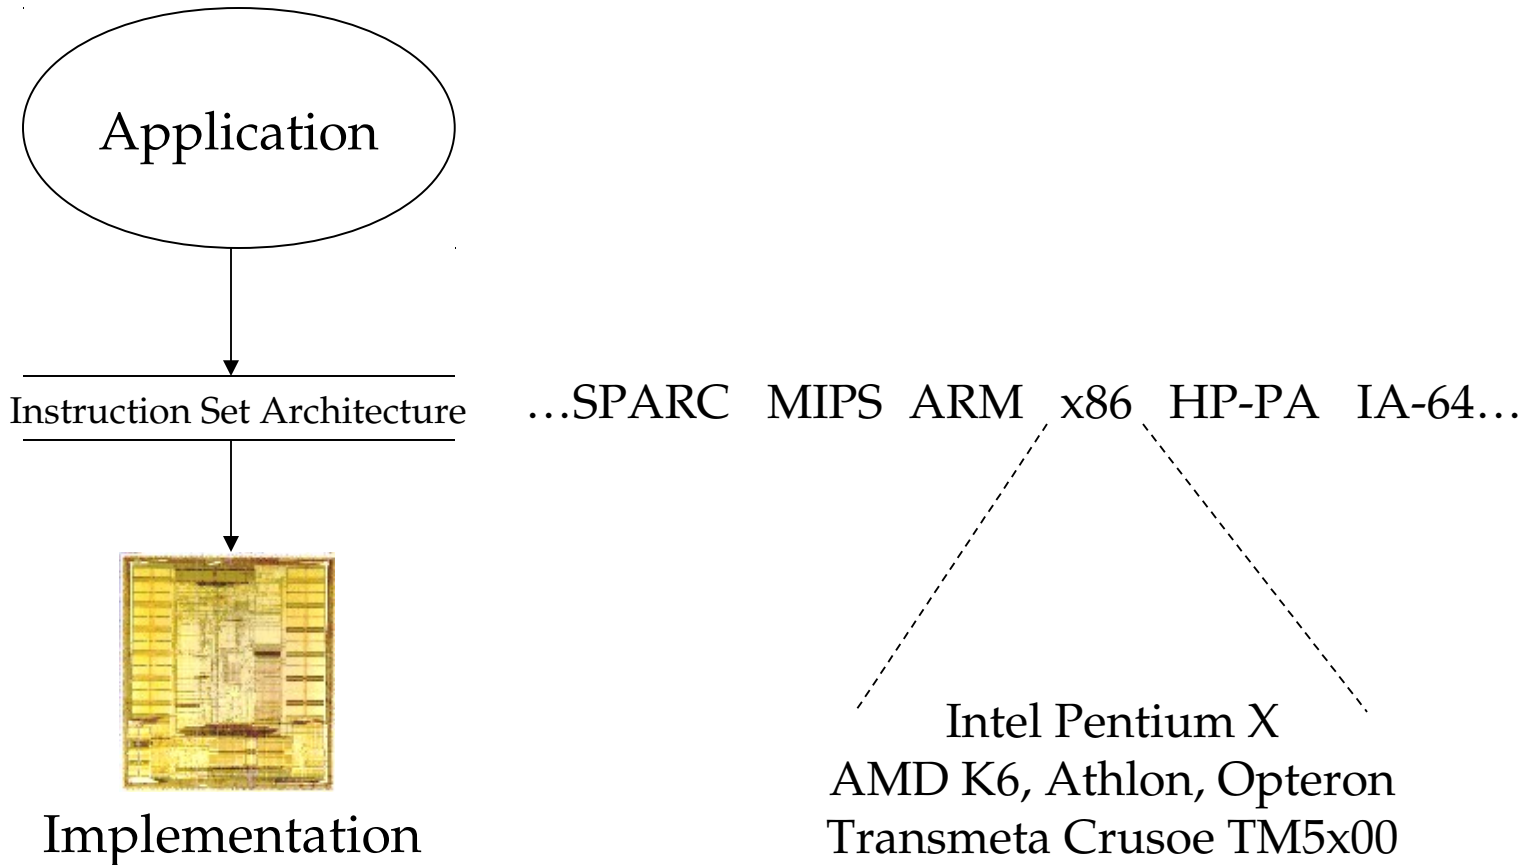 Application
Instruction Set Architecture
…SPARC MIPS ARM x86 HP-PA IA-64…
Intel Pentium X
AMD K6, Athlon, Opteron
Transmeta Crusoe TM5x00
Implementation